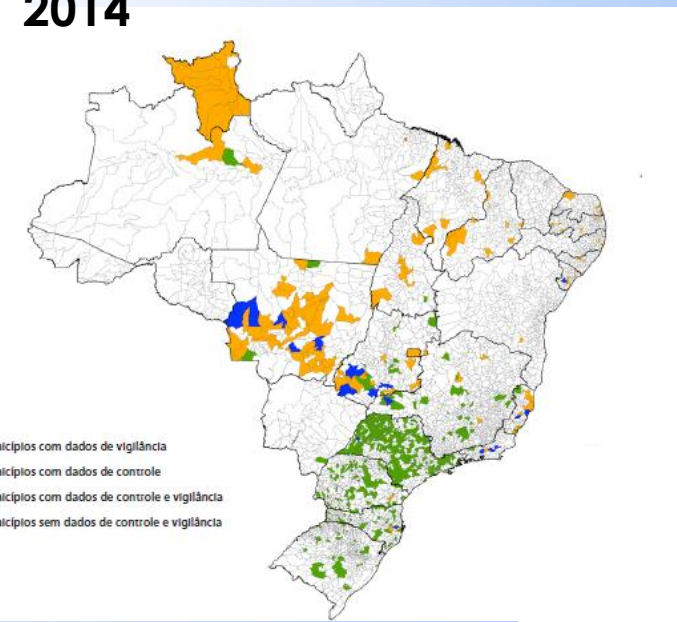 2014
nicípios com dados de vigilância
nicípios com dados de controle
nicípios com dados de controle e vigilância
nicípios sem dados de controle e vigilância